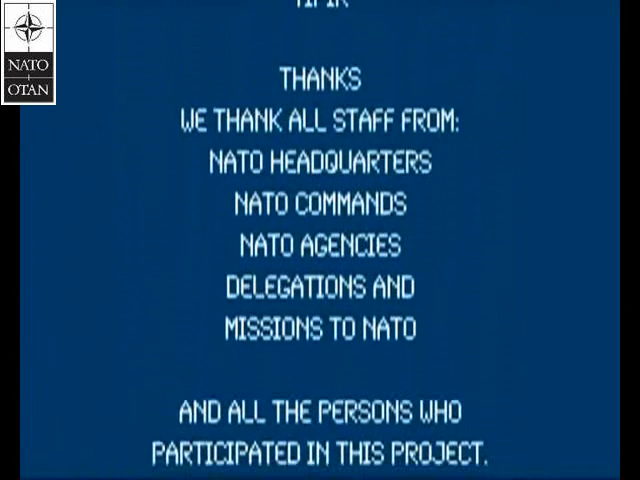 NATO
OTAN
THANKS
WE THANK ALL STAFF FROM:
NATO HEADQUARTERS
NATO COMMANDS
NATO AGENCIES
DELEGATIONS AND
MISSIONS TO NATO
AND ALL THE PERSONS WHO
PARTICIPATED IN THIS PROJECT.